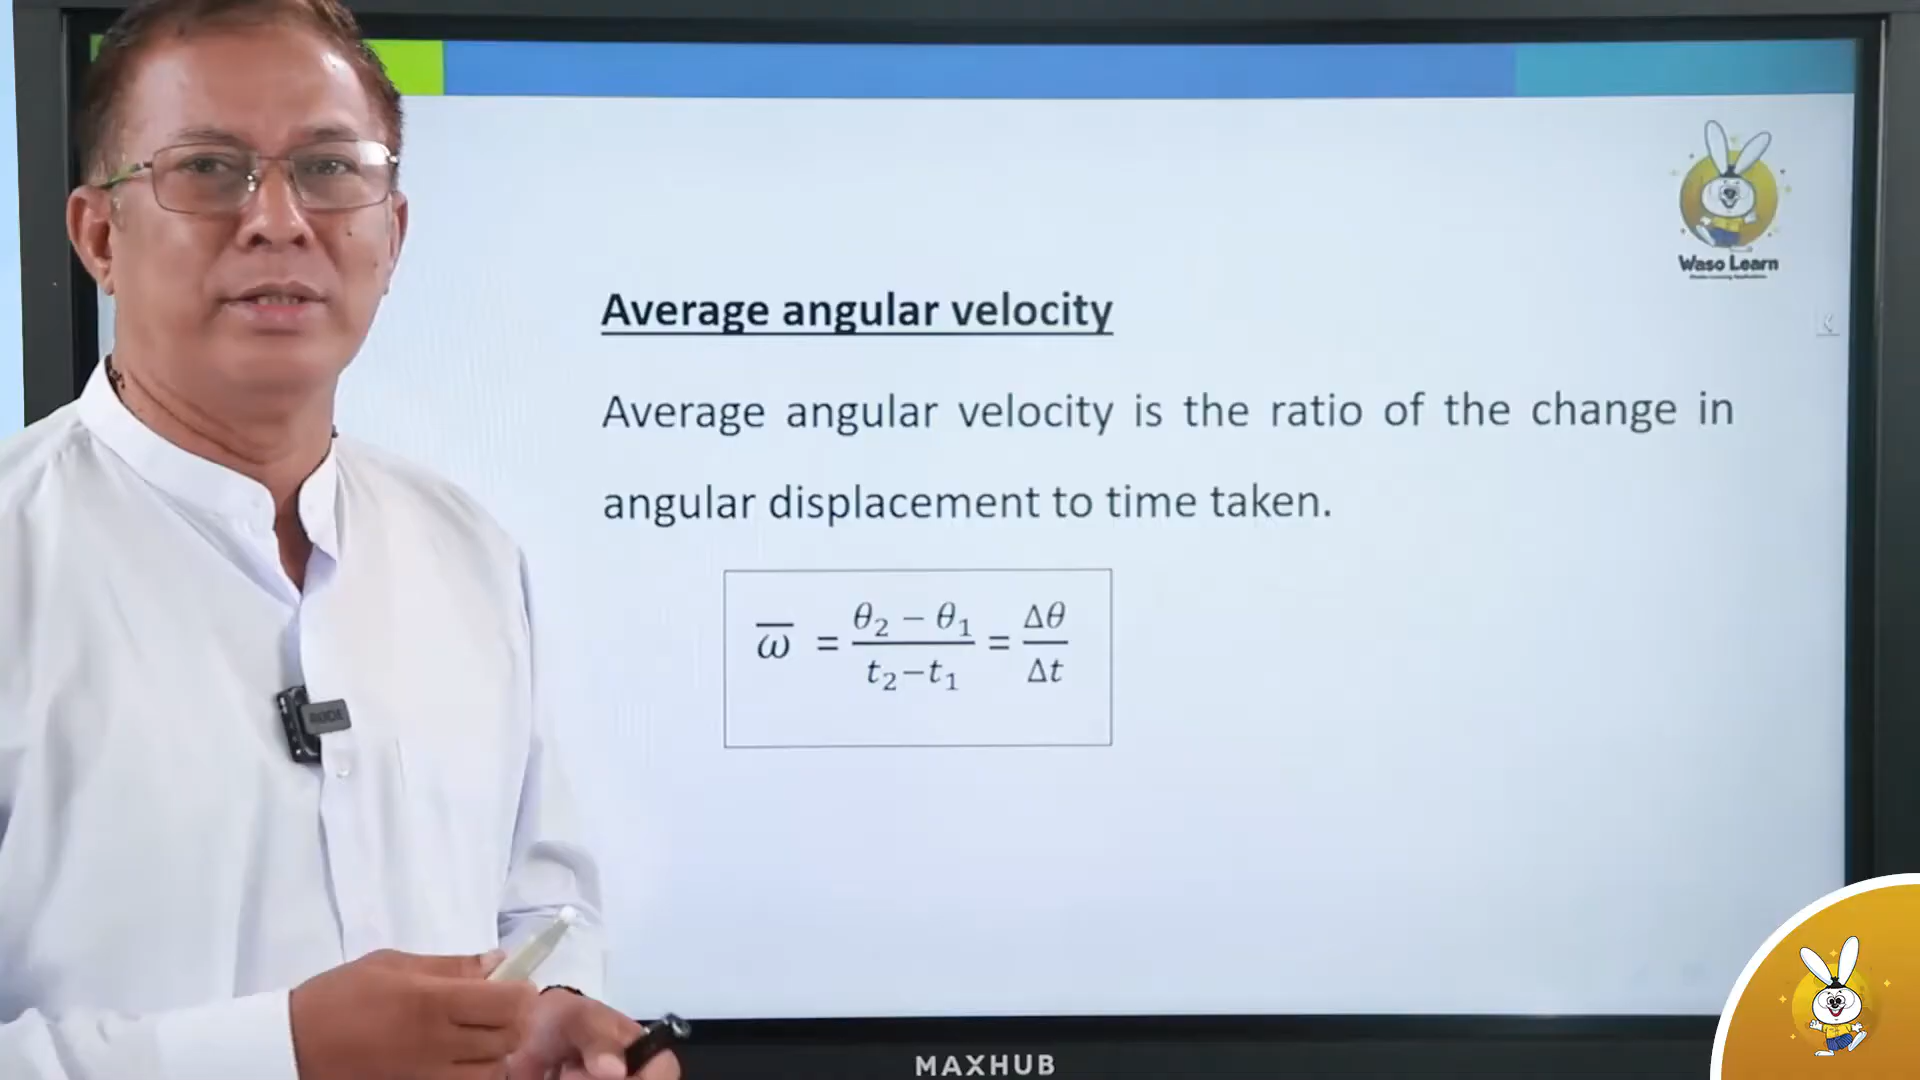 Waso Learn
Average angular velocity
Average angular velocity is the ratio of the change in
angular displacement to time taken.
ω̅ = (θ₂ − θ₁)/(t₂−t₁) = Δθ/Δt
RODE
MAXHUB